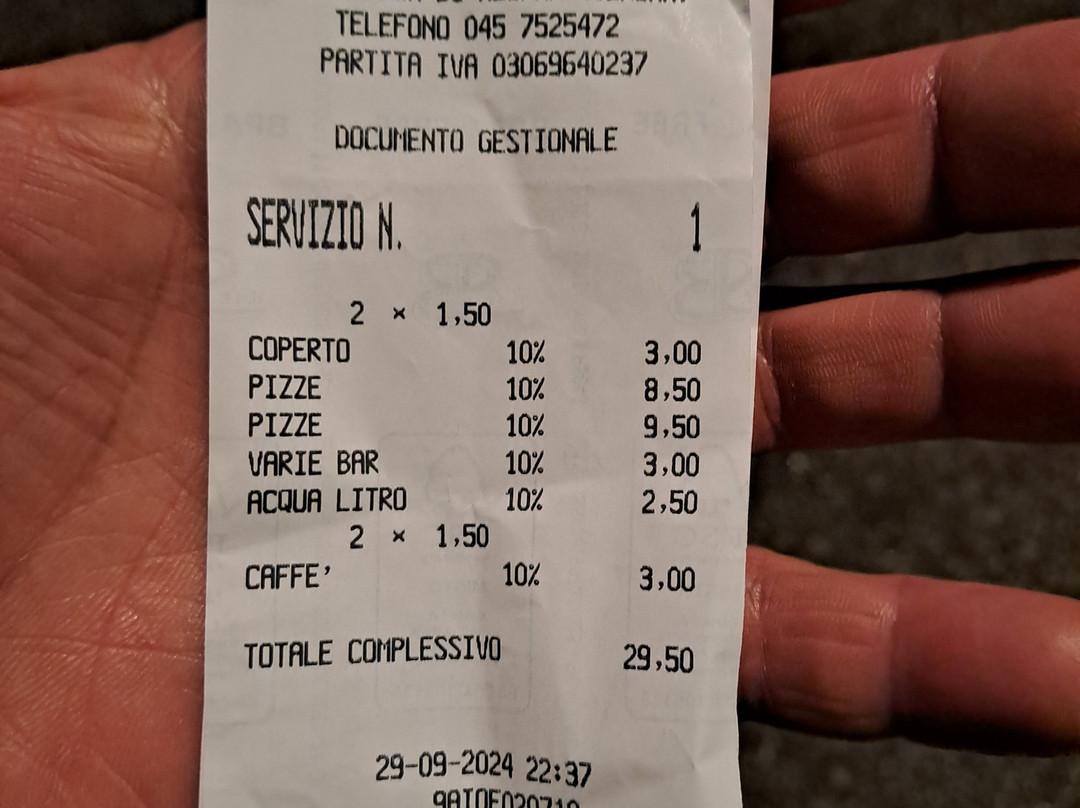 TELEFONO 045 7525472
PARTITA IVA 03069640237
DOCUMENTO GESTIONALE
SERVIZIO N. 1
2 × 1,50
COPERTO 10% 3,00
PIZZE 10% 8,50
PIZZE 10% 9,50
VARIE BAR 10% 3,00
ACQUA LITRO 10% 2,50
2 × 1,50
CAFFE' 10% 3,00
TOTALE COMPLESSIVO 29,50
29-09-2024 22:37